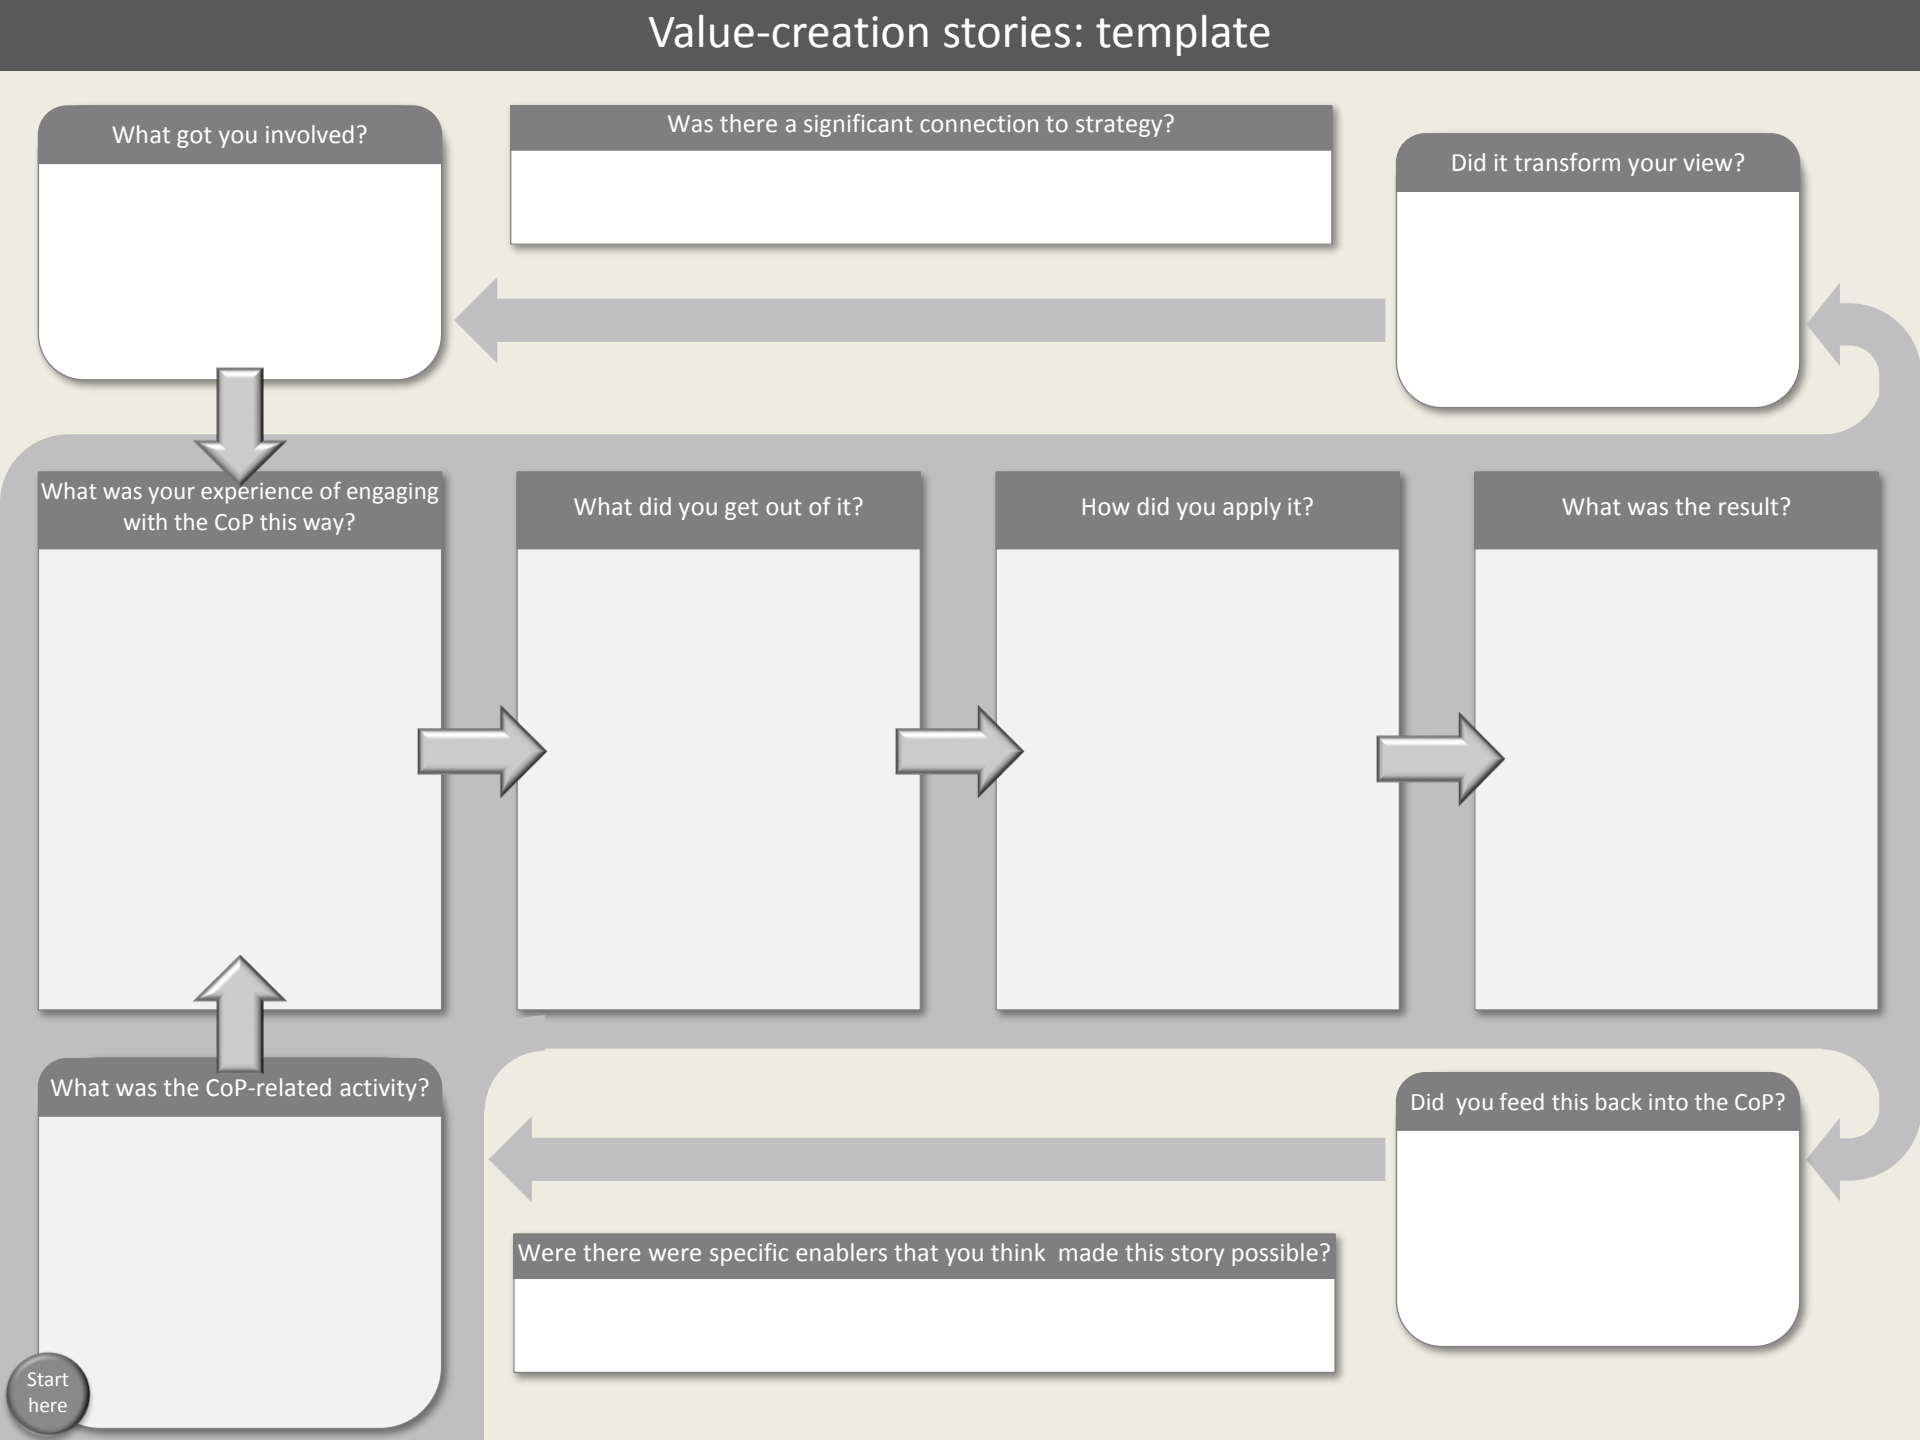 Value-creation stories: template
What got you involved?
Was there a significant connection to strategy?
Did it transform your view?
What was your experience of engaging
with the CoP this way?
What did you get out of it?
How did you apply it?
What was the result?
What was the CoP-related activity?
Did  you feed this back into the CoP?
Were there were specific enablers that you think  made this story possible?
Start
here